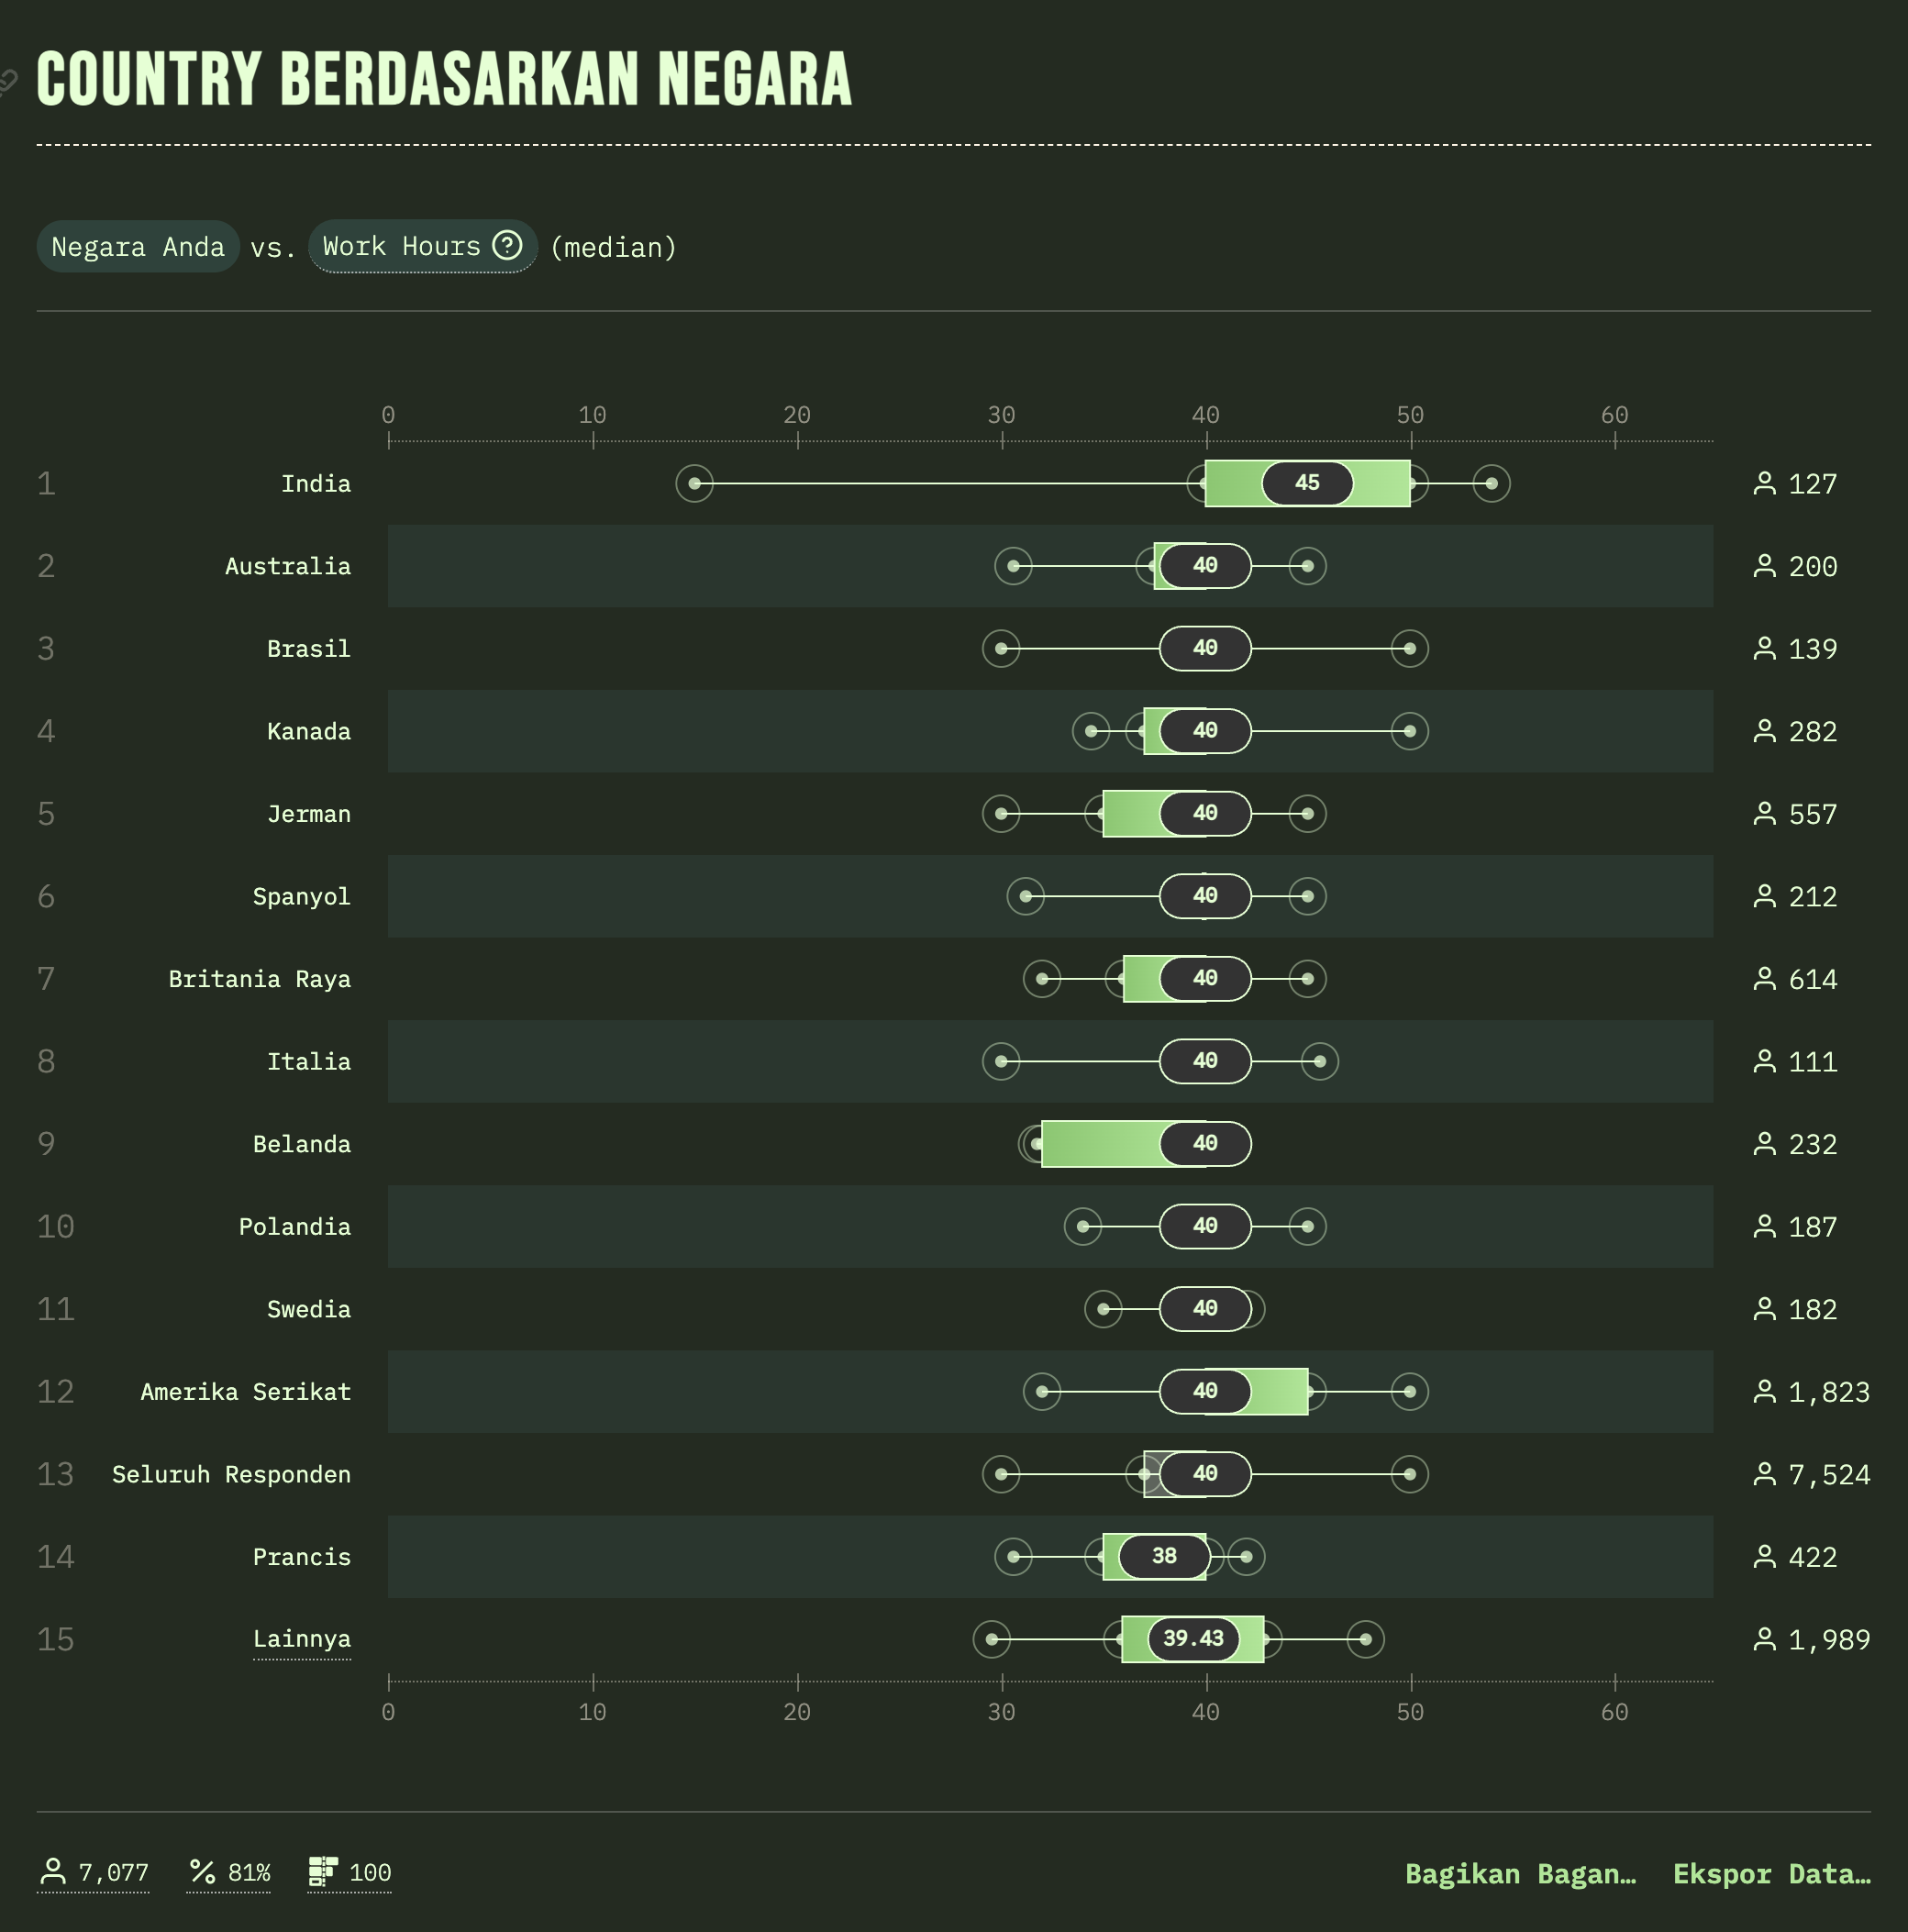 COUNTRY BERDASARKAN NEGARA
Negara Anda vs. Work Hours ? (median)
0 10 20 30 40 50 60
1 India 45 127
2 Australia 40 200
3 Brasil 40 139
4 Kanada 40 282
5 Jerman 40 557
6 Spanyol 40 212
7 Britania Raya 40 614
8 Italia 40 111
9 Belanda 40 232
10 Polandia 40 187
11 Swedia 40 182
12 Amerika Serikat 40 1,823
13 Seluruh Responden 40 7,524
14 Prancis 38 422
15 Lainnya 39.43 1,989
0 10 20 30 40 50 60
7,077 % 81% 100 Bagikan Bagan… Ekspor Data…